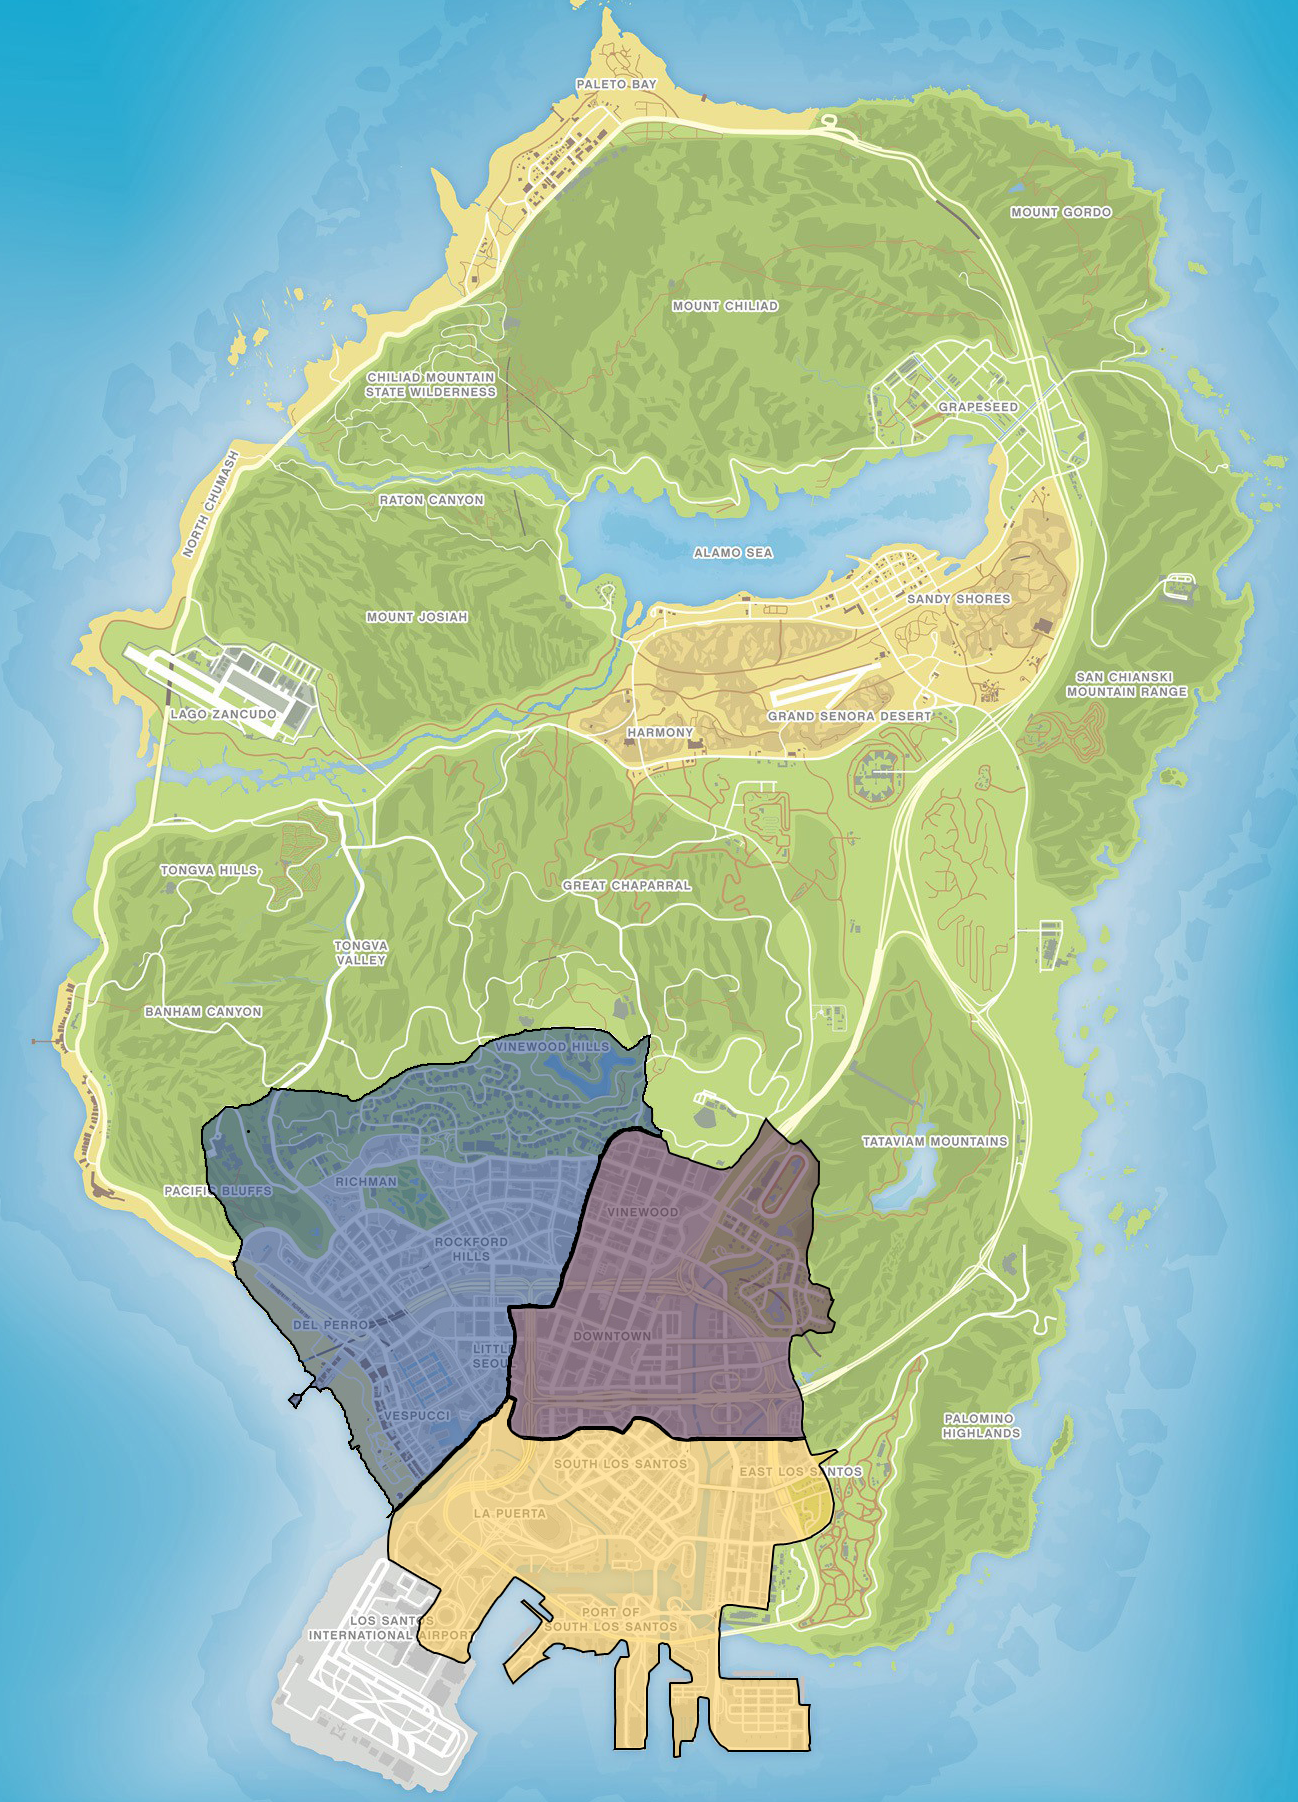 PALETO BAY
MOUNT GORDO
MOUNT CHILIAD
CHILIAD MOUNTAIN
STATE WILDERNESS
GRAPESEED
NORTH CHUMASH
RATON CANYON
ALAMO SEA
SANDY SHORES
MOUNT JOSIAH
SAN CHIANSKI
MOUNTAIN RANGE
LAGO ZANCUDO
GRAND SENORA DESERT
HARMONY
TONGVA HILLS
GREAT CHAPARRAL
TONGVA
VALLEY
BANHAM CANYON
VINEWOOD HILLS
TATAVIAM MOUNTAINS
PACIFIC BLUFFS
RICHMAN
VINEWOOD
ROCKFORD
HILLS
DEL PERRO
DOWNTOWN
LITTLE
SEOUL
VESPUCCI
PALOMINO
HIGHLANDS
SOUTH LOS SANTOS
EAST LOS SANTOS
LA PUERTA
PORT OF
SOUTH LOS SANTOS
LOS SANTOS
INTERNATIONAL AIRPORT